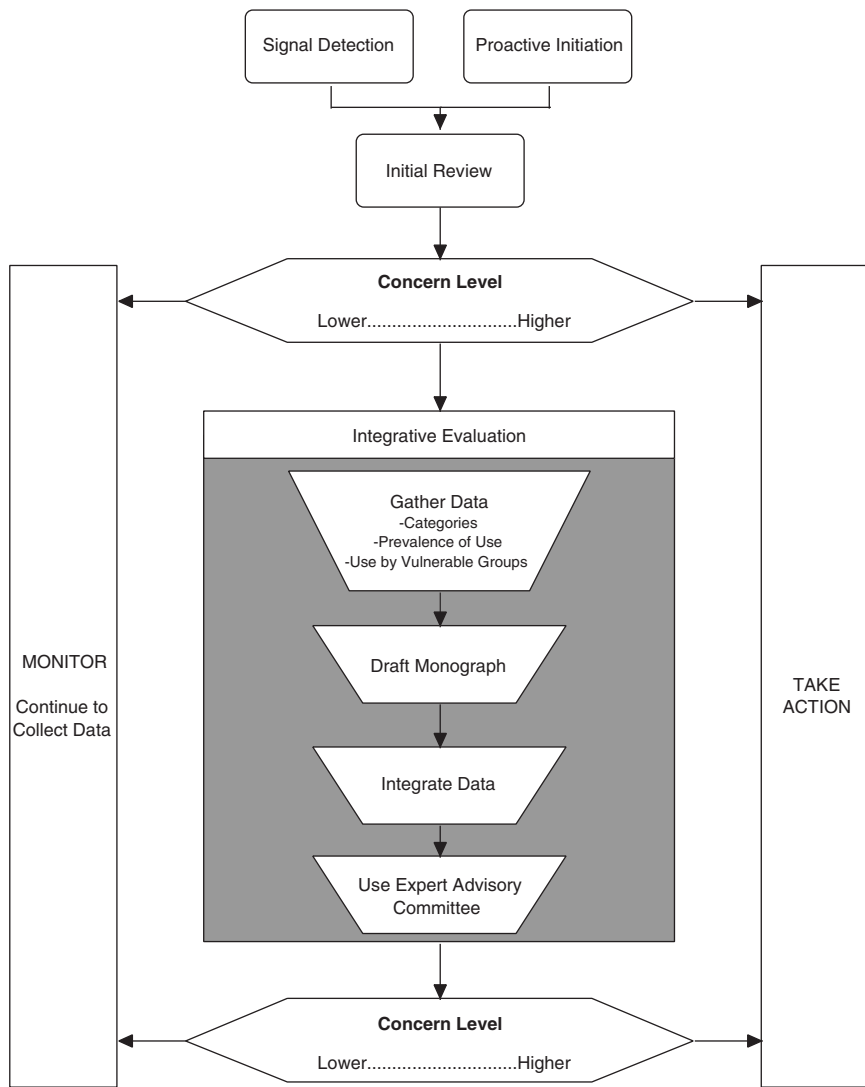 Signal Detection
Proactive Initiation
Initial Review
Concern Level
Lower..............................Higher
Integrative Evaluation
Gather Data
-Categories
-Prevalence of Use
-Use by Vulnerable Groups
Draft Monograph
MONITOR
Continue to
Collect Data
TAKE
ACTION
Integrate Data
Use Expert Advisory
Committee
Concern Level
Lower..............................Higher